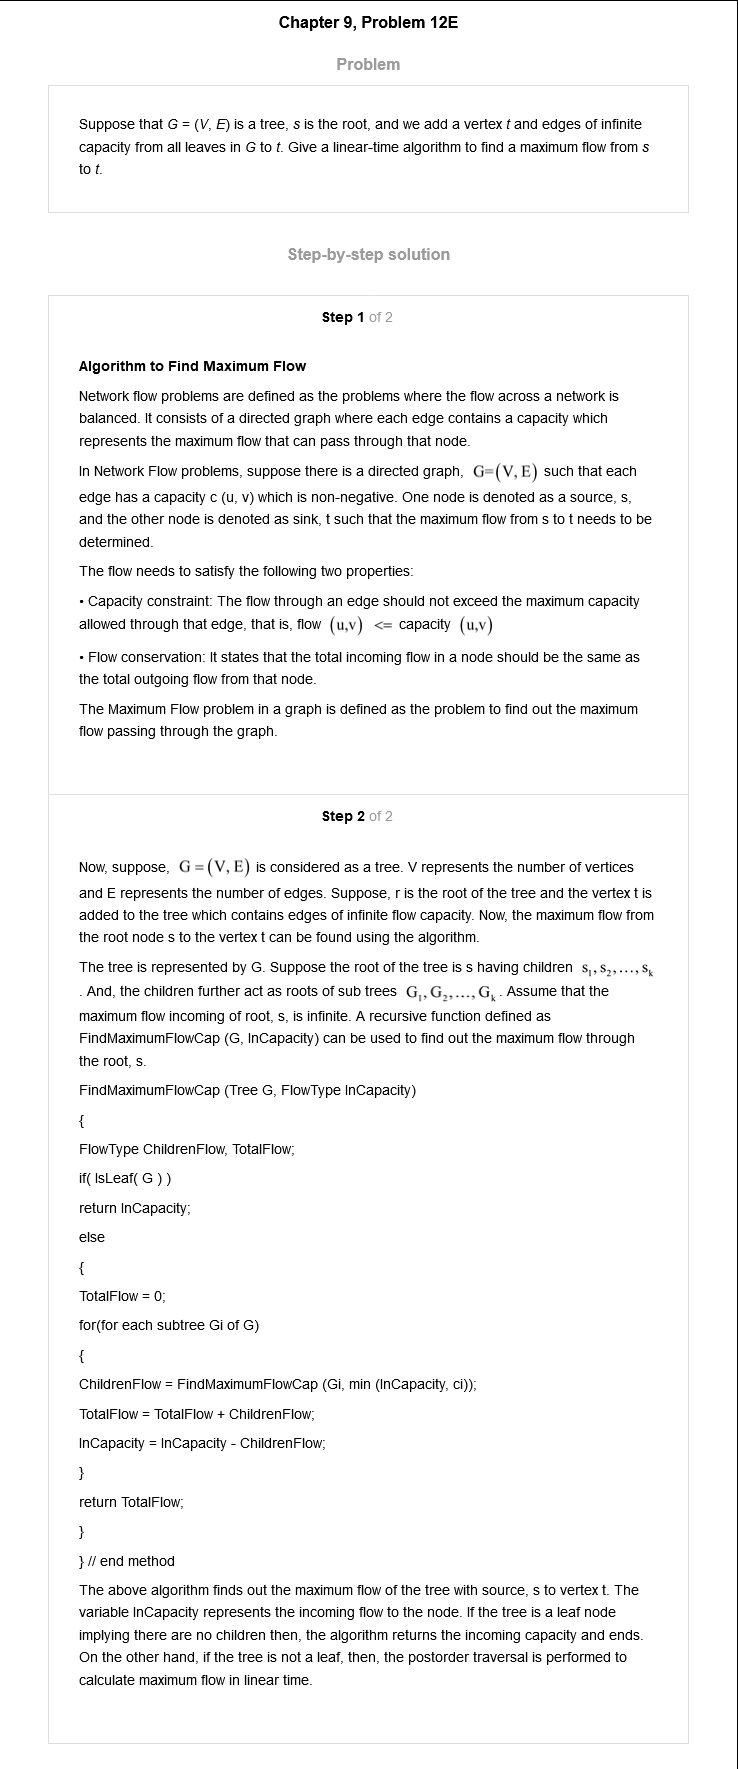 Chapter 9, Problem 12E
Problem
Suppose that G = (V, E) is a tree, s is the root, and we add a vertex t and edges of infinite
capacity from all leaves in G to t. Give a linear-time algorithm to find a maximum flow from s
to t.
Step-by-step solution
Step 1 of 2
Algorithm to Find Maximum Flow
Network flow problems are defined as the problems where the flow across a network is
balanced. It consists of a directed graph where each edge contains a capacity which
represents the maximum flow that can pass through that node.
In Network Flow problems, suppose there is a directed graph, G=(V, E) such that each
edge has a capacity c (u, v) which is non-negative. One node is denoted as a source, s,
and the other node is denoted as sink, t such that the maximum flow from s to t needs to be
determined.
The flow needs to satisfy the following two properties:
• Capacity constraint: The flow through an edge should not exceed the maximum capacity
allowed through that edge, that is, flow (u,v) <= capacity (u,v)
• Flow conservation: It states that the total incoming flow in a node should be the same as
the total outgoing flow from that node.
The Maximum Flow problem in a graph is defined as the problem to find out the maximum
flow passing through the graph.
Step 2 of 2
Now, suppose, G = (V, E) is considered as a tree. V represents the number of vertices
and E represents the number of edges. Suppose, r is the root of the tree and the vertex t is
added to the tree which contains edges of infinite flow capacity. Now, the maximum flow from
the root node s to the vertex t can be found using the algorithm.
The tree is represented by G. Suppose the root of the tree is s having children s₁, s₂,..., sₖ
. And, the children further act as roots of sub trees G₁, G₂,..., Gₖ . Assume that the
maximum flow incoming of root, s, is infinite. A recursive function defined as
FindMaximumFlowCap (G, InCapacity) can be used to find out the maximum flow through
the root, s.
FindMaximumFlowCap (Tree G, FlowType InCapacity)
{
FlowType ChildrenFlow, TotalFlow;
if( IsLeaf( G ) )
return InCapacity;
else
{
TotalFlow = 0;
for(for each subtree Gi of G)
{
ChildrenFlow = FindMaximumFlowCap (Gi, min (InCapacity, ci));
TotalFlow = TotalFlow + ChildrenFlow;
InCapacity = InCapacity - ChildrenFlow;
}
return TotalFlow;
}
} // end method
The above algorithm finds out the maximum flow of the tree with source, s to vertex t. The
variable InCapacity represents the incoming flow to the node. If the tree is a leaf node
implying there are no children then, the algorithm returns the incoming capacity and ends.
On the other hand, if the tree is not a leaf, then, the postorder traversal is performed to
calculate maximum flow in linear time.